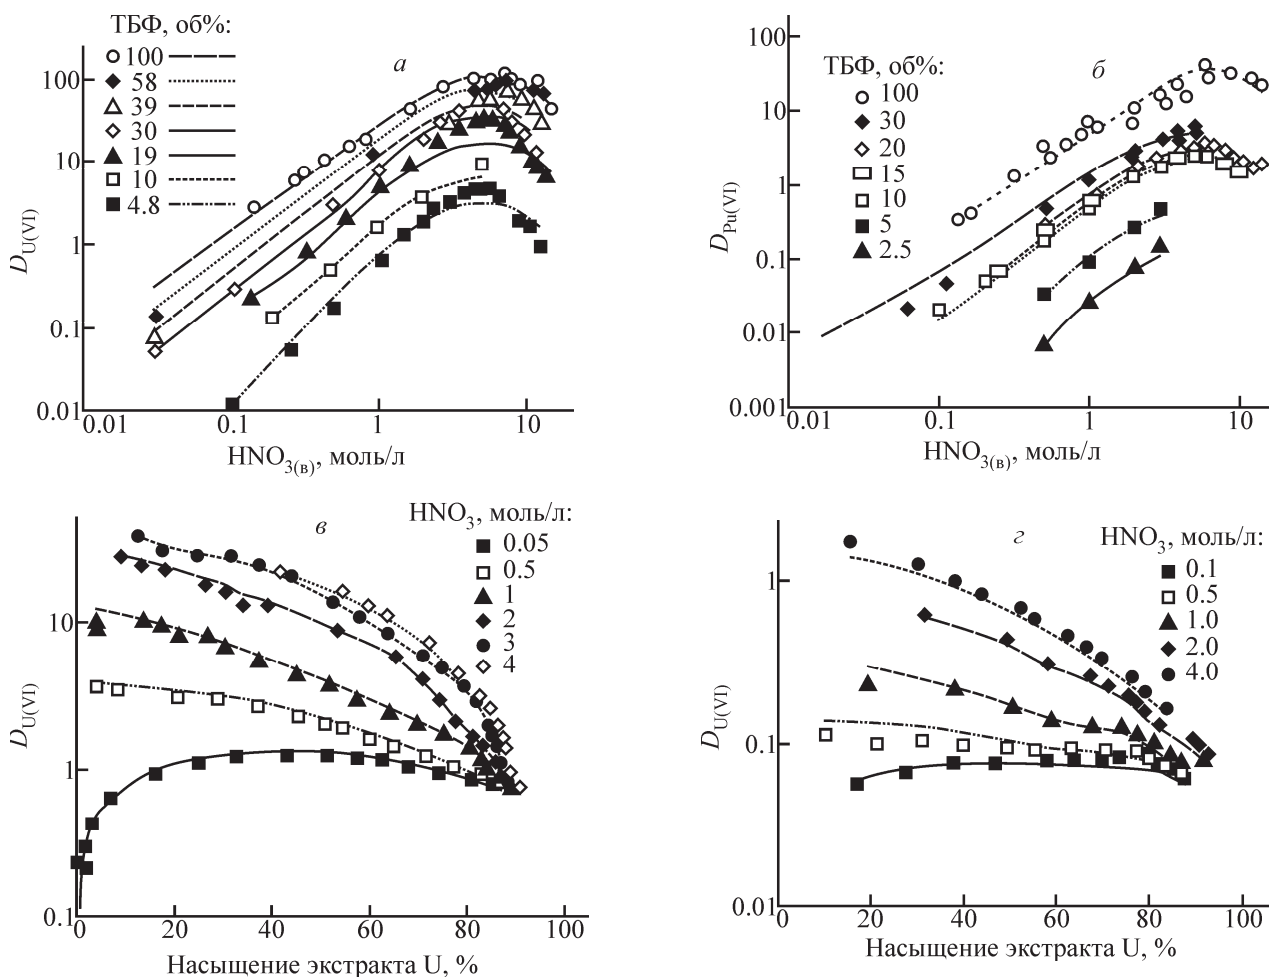 ТБФ, об%:
100
58
39
30
19
10
4.8
а
100
10
1
0.1
0.01
D_U(VI)
0.01 0.1 1 10
HNO₃(в), моль/л
ТБФ, об%:
100
30
20
15
10
5
2.5
б
100
10
1
0.1
0.01
0.001
D_Pu(VI)
0.1 1 10
HNO₃(в), моль/л
в
HNO₃, моль/л:
0.05
0.5
1
2
3
4
10
1
0.1
D_U(VI)
0 20 40 60 80 100
Насыщение экстракта U, %
г
HNO₃, моль/л:
0.1
0.5
1.0
2.0
4.0
1
0.1
0.01
D_U(VI)
0 20 40 60 80 100
Насыщение экстракта U, %